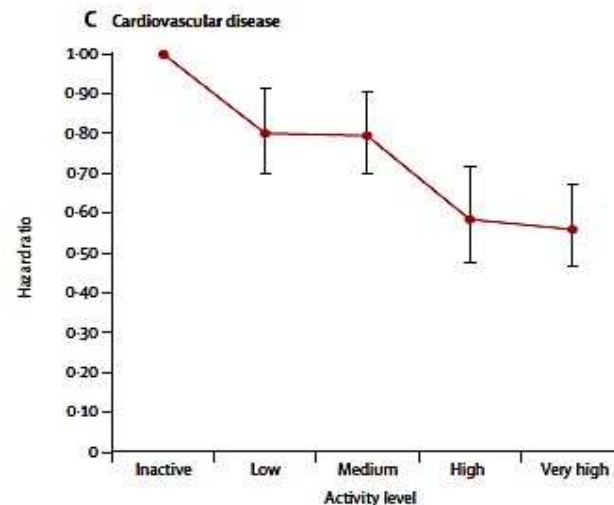 C Cardiovascular disease
1·00
0·90
0·80
0·70
0·60
0·50
0·40
0·30
0·20
0·10
0
Hazard ratio
Inactive Low Medium High Very high
Activity level